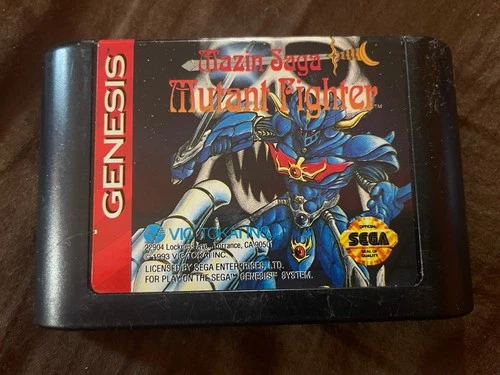 GENESIS
Mazin Saga
Mutant Fighter™
VIC TOKAI INC.
22904 Lockness Ave., Torrance, CA 90501
© 1993 VIC TOKAI INC.
LICENSED BY SEGA ENTERPRISES, LTD.
FOR PLAY ON THE SEGA™ GENESIS™ SYSTEM.
OFFICIAL
SEGA
SEAL OF
QUALITY